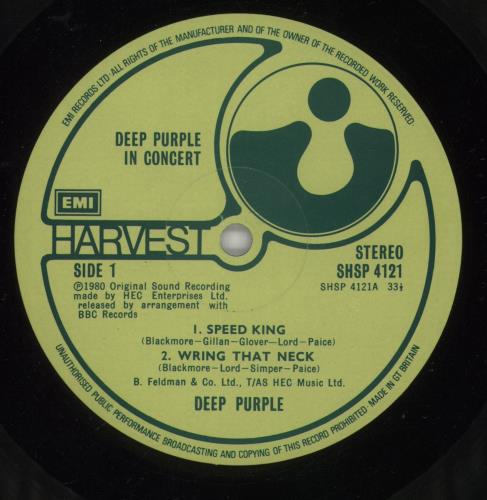 EMI RECORDS LTD·ALL RIGHTS OF THE MANUFACTURER AND OF THE OWNER OF THE RECORDED WORK RESERVED·
DEEP PURPLE
IN CONCERT
EMI
HARVEST
SIDE 1
STEREO
SHSP 4121
SHSP 4121A 33⅓
℗1980 Original Sound Recording
made by HEC Enterprises Ltd.
released by arrangement with
BBC Records
1. SPEED KING
(Blackmore-Gillan-Glover-Lord-Paice)
2. WRING THAT NECK
(Blackmore-Lord-Simper-Paice)
B. Feldman & Co. Ltd., T/AS HEC Music Ltd.
DEEP PURPLE
UNAUTHORISED PUBLIC PERFORMANCE BROADCASTING AND COPYING OF THIS RECORD PROHIBITED·MADE IN GT BRITAIN